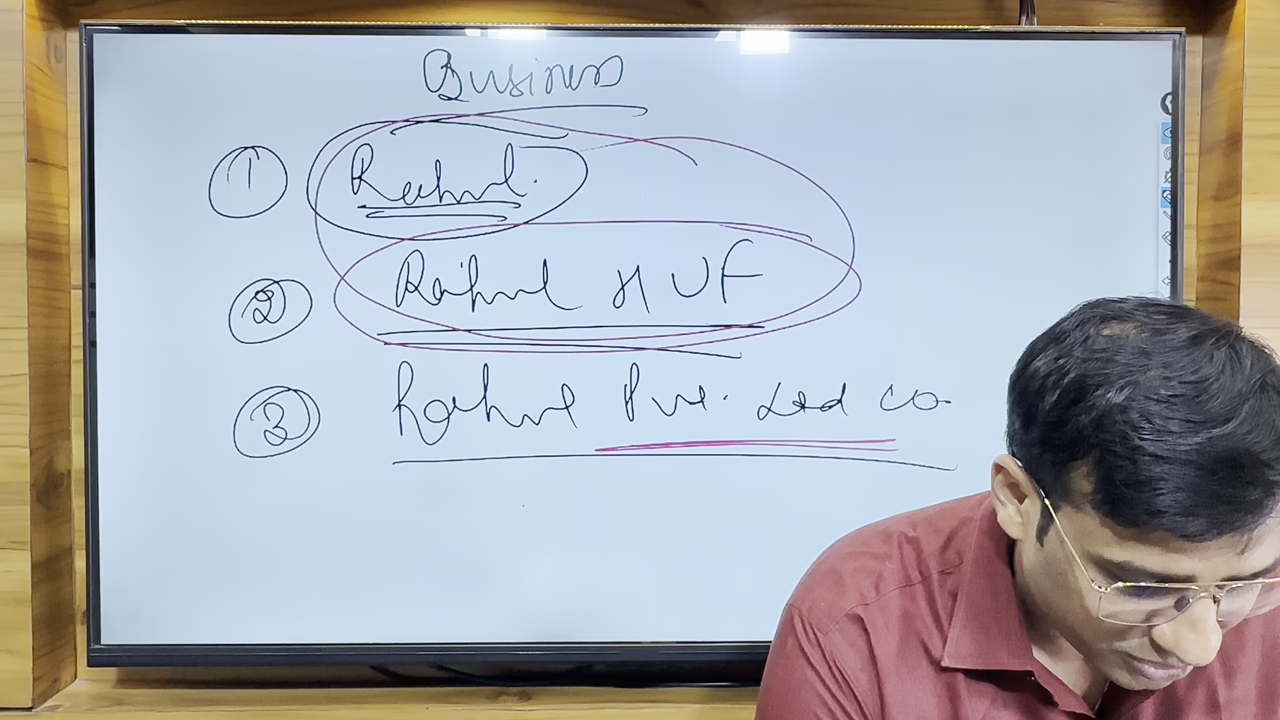 Business
① Rahul.
② Rahul HUF
③ Rahul Pvt. Ltd co.